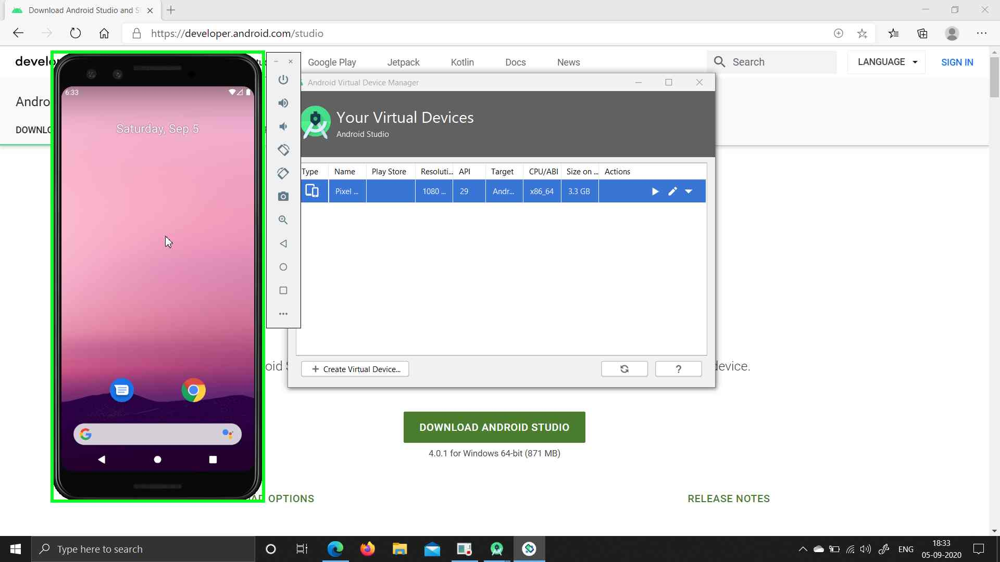 Download Android Studio and S
https://developer.android.com/studio
develo
Google Play
Jetpack
Kotlin
Docs
News
Search
LANGUAGE
SIGN IN
Andro
DOWNLO
6:33
Saturday, Sep 5
Android Virtual Device Manager
Your Virtual Devices
Android Studio
Type Name Play Store Resoluti... API Target CPU/ABI Size on ... Actions
Pixel ... 1080 ... 29 Andr... x86_64 3.3 GB
+ Create Virtual Device...
?
oid S
device.
DOWNLOAD ANDROID STUDIO
4.0.1 for Windows 64-bit (871 MB)
OPTIONS
RELEASE NOTES
Type here to search
ENG
18:33
05-09-2020